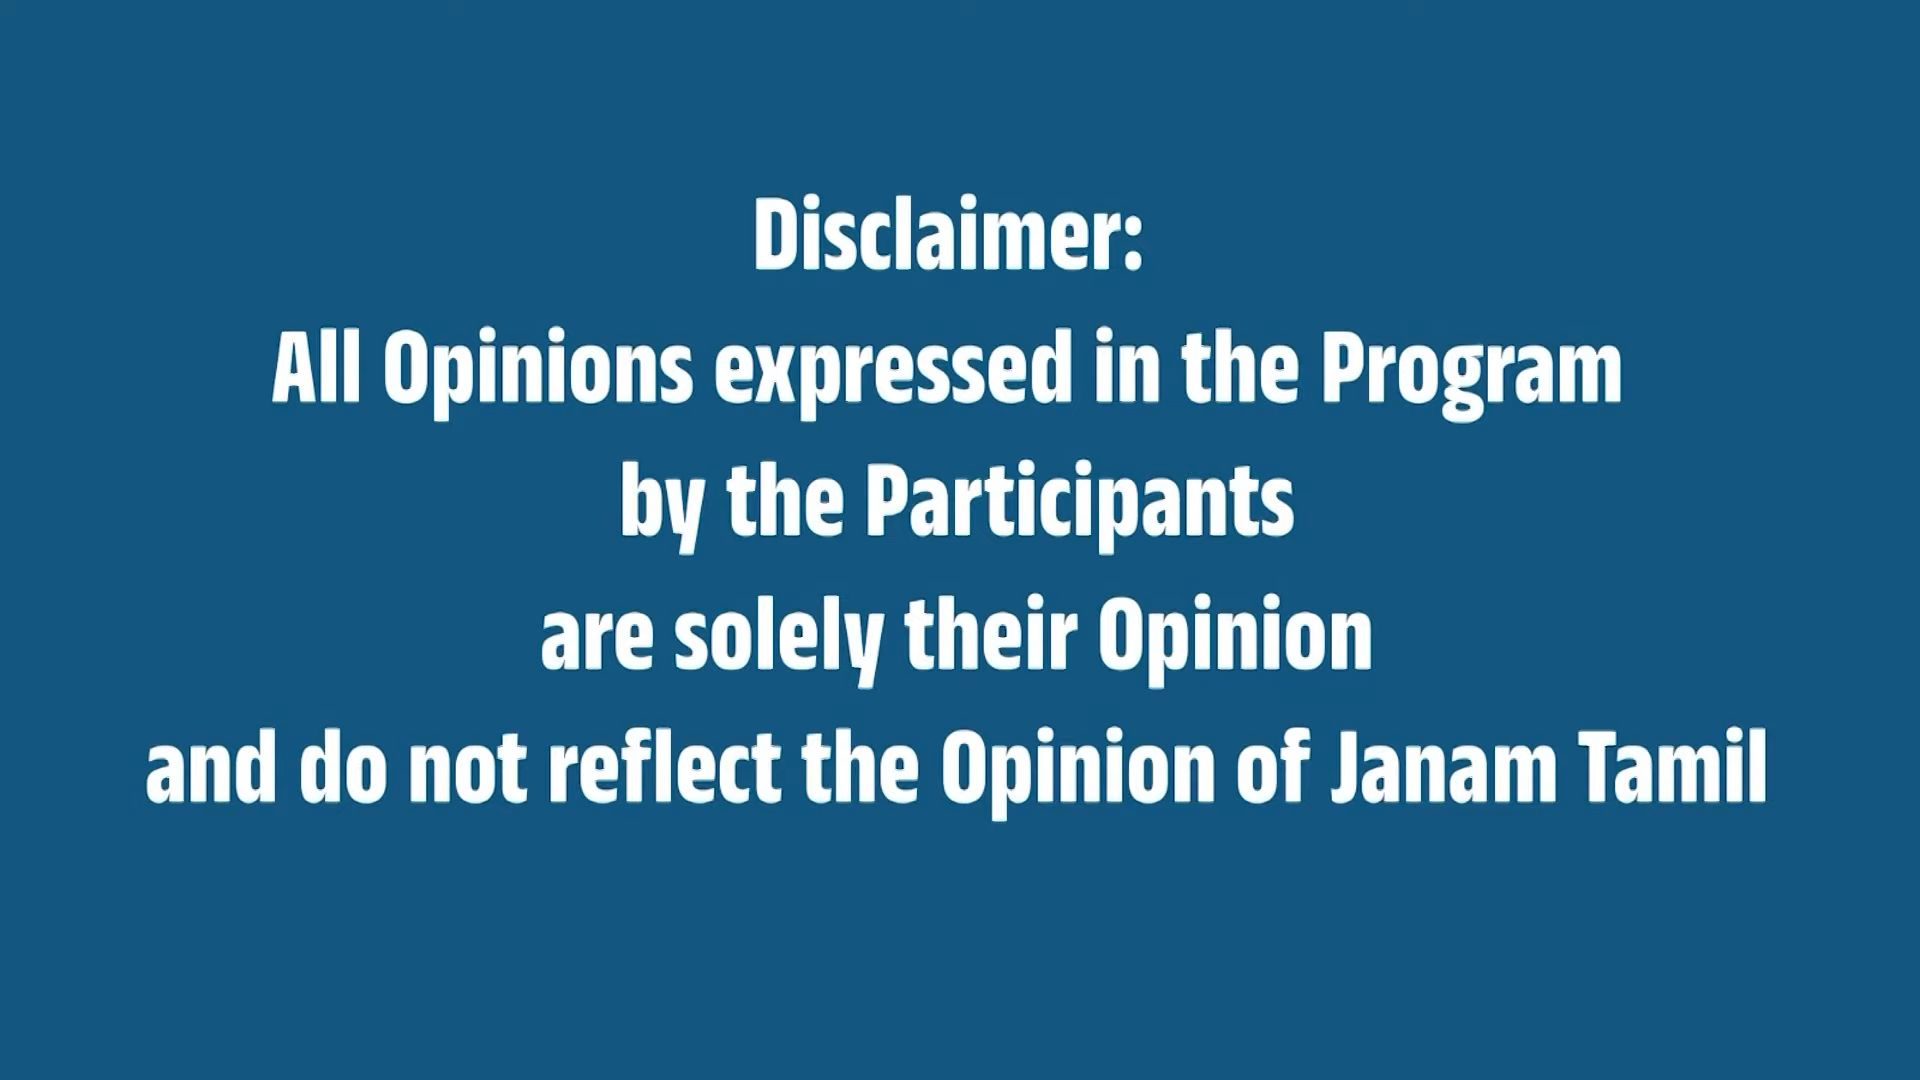 Disclaimer:
All Opinions expressed in the Program
by the Participants
are solely their Opinion
and do not reflect the Opinion of Janam Tamil